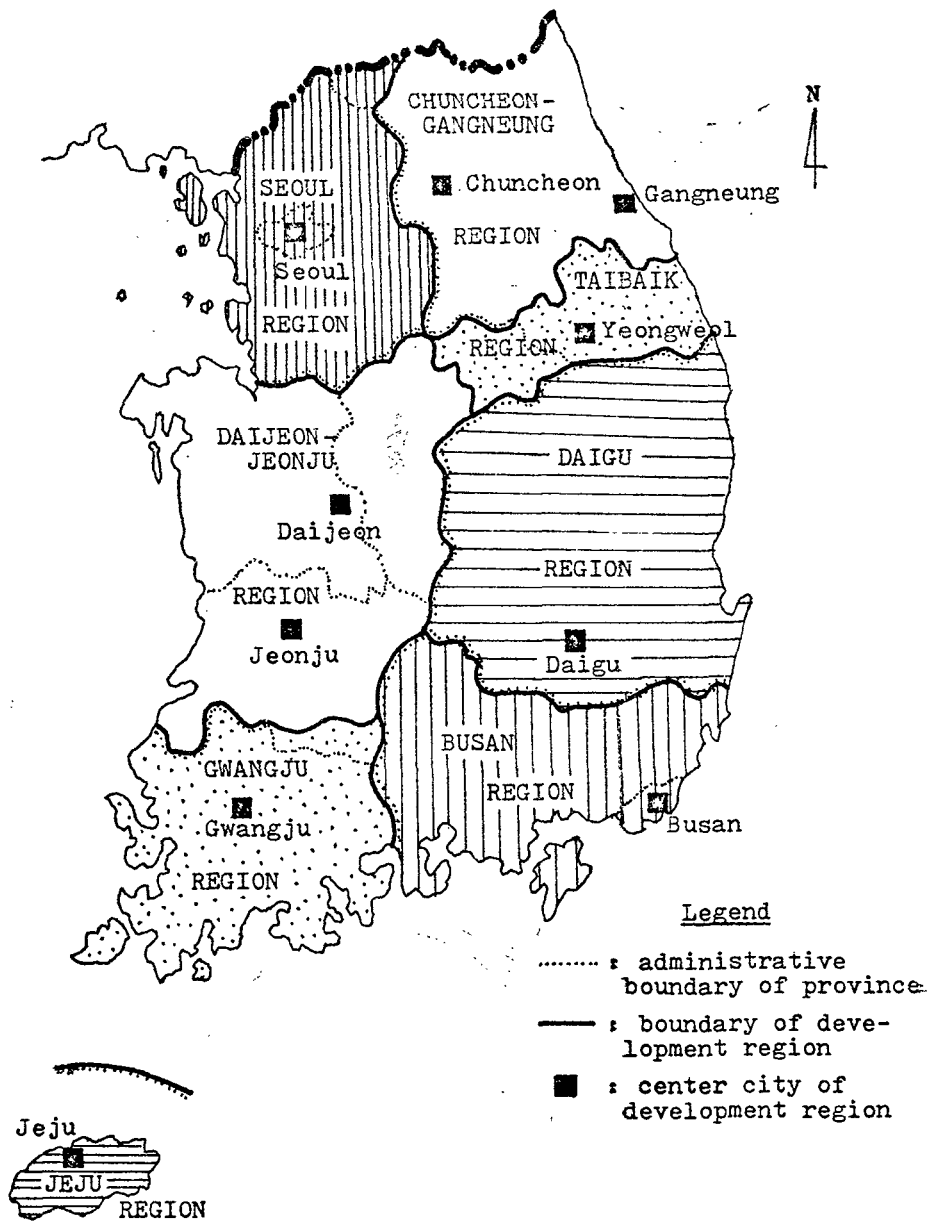 N
CHUNCHEON-
GANGNEUNG
Chuncheon
Gangneung
REGION
SEOUL
Seoul
REGION
TAIBAIK
Yeongweol
REGION
DAIJEON-
JEONJU
Daijeon
REGION
Jeonju
DAIGU
REGION
Daigu
BUSAN
REGION
Busan
GWANGJU
Gwangju
REGION
Legend
: administrative
boundary of province
: boundary of deve-
lopment region
: center city of
development region
Jeju
JEJU
REGION